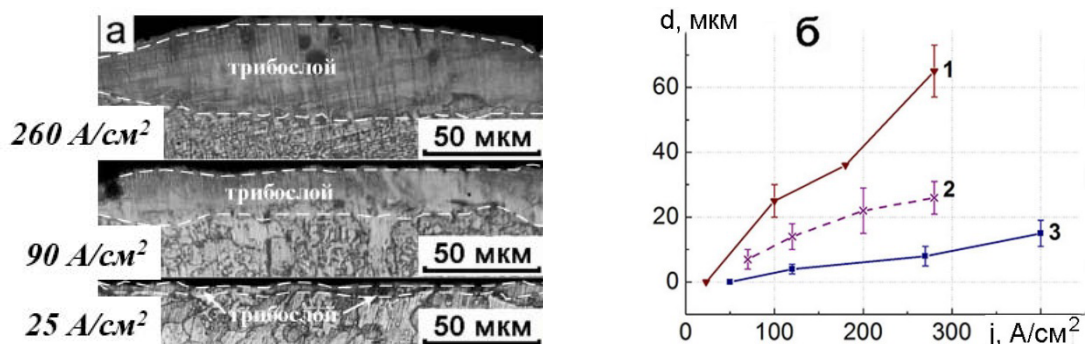 а
трибослой
260 А/см²
50 мкм
трибослой
90 А/см²
50 мкм
трибослой
25 А/см²
50 мкм
d, мкм
б
60
40
20
0
1
2
3
0
100
200
300
j, А/см²